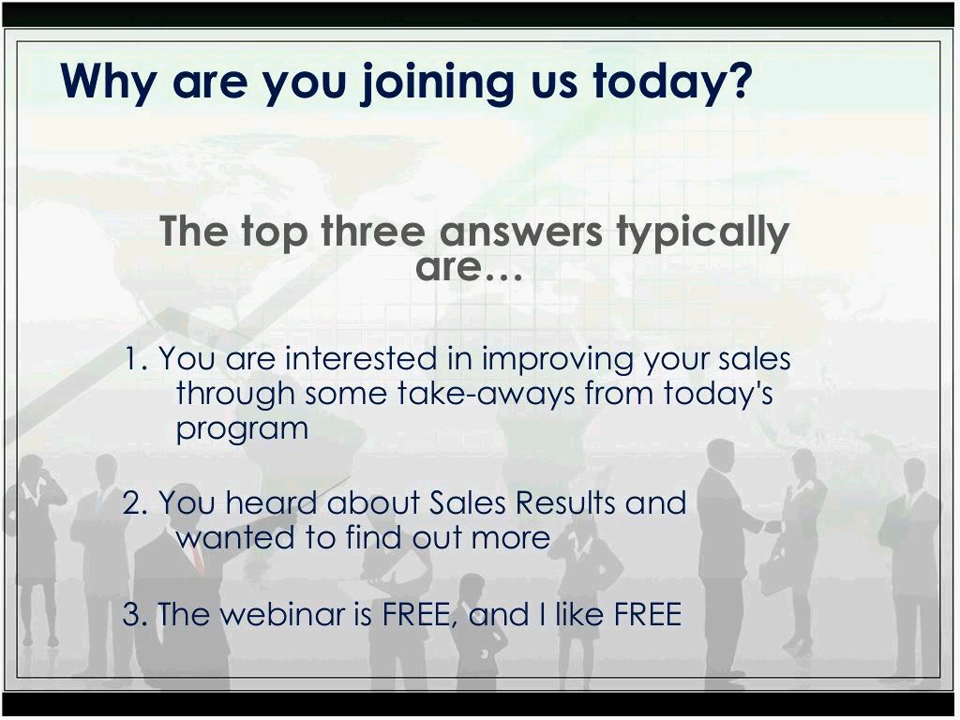 Why are you joining us today?
The top three answers typically
are…
1. You are interested in improving your sales
through some take-aways from today's
program
2. You heard about Sales Results and
wanted to find out more
3. The webinar is FREE, and I like FREE